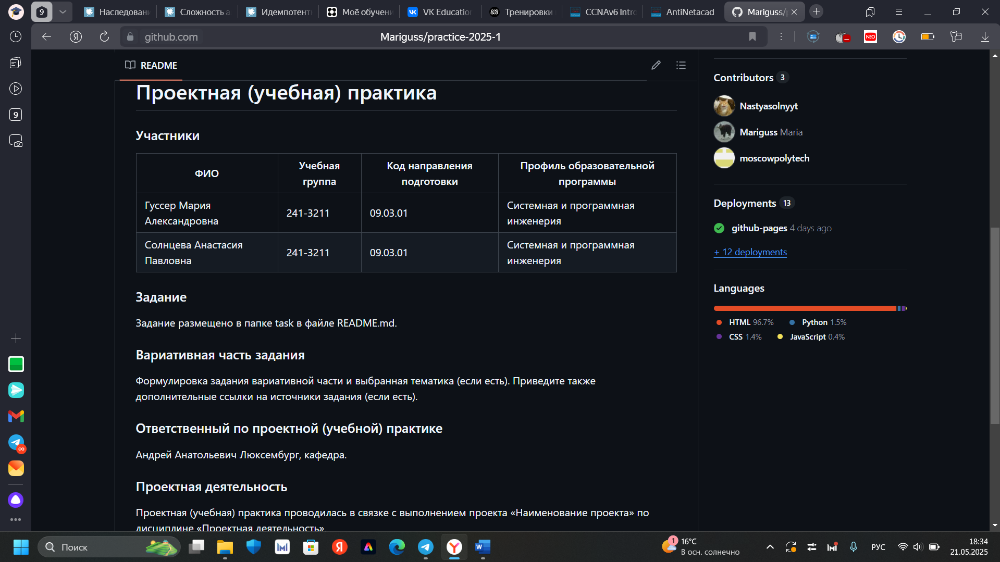 9
Наследован
Сложность а
Идемпотент
Моё обучени
VK Education
Тренировки
CCNAv6 Intro
AntiNetacad
Mariguss/p
github.com
Mariguss/practice-2025-1
NEO
9
README
Проектная (учебная) практика
Участники
ФИО
Учебная
группа
Код направления
подготовки
Профиль образовательной
программы
Гуссер Мария
Александровна
241-3211
09.03.01
Системная и программная
инженерия
Солнцева Анастасия
Павловна
241-3211
09.03.01
Системная и программная
инженерия
Задание
Задание размещено в папке task в файле README.md.
Вариативная часть задания
Формулировка задания вариативной части и выбранная тематика (если есть). Приведите также
дополнительные ссылки на источники задания (если есть).
Ответственный по проектной (учебной) практике
Андрей Анатольевич Люксембург, кафедра.
Проектная деятельность
Проектная (учебная) практика проводилась в связке с выполнением проекта «Наименование проекта» по
дисциплине «Проектная деятельность».
Contributors 3
Nastyasolnyyt
Mariguss Maria
moscowpolytech
Deployments 13
github-pages 4 days ago
+ 12 deployments
Languages
HTML 96.7% Python 1.5%
CSS 1.4% JavaScript 0.4%
Поиск
1
16°C
В осн. солнечно
РУС
18:34
21.05.2025